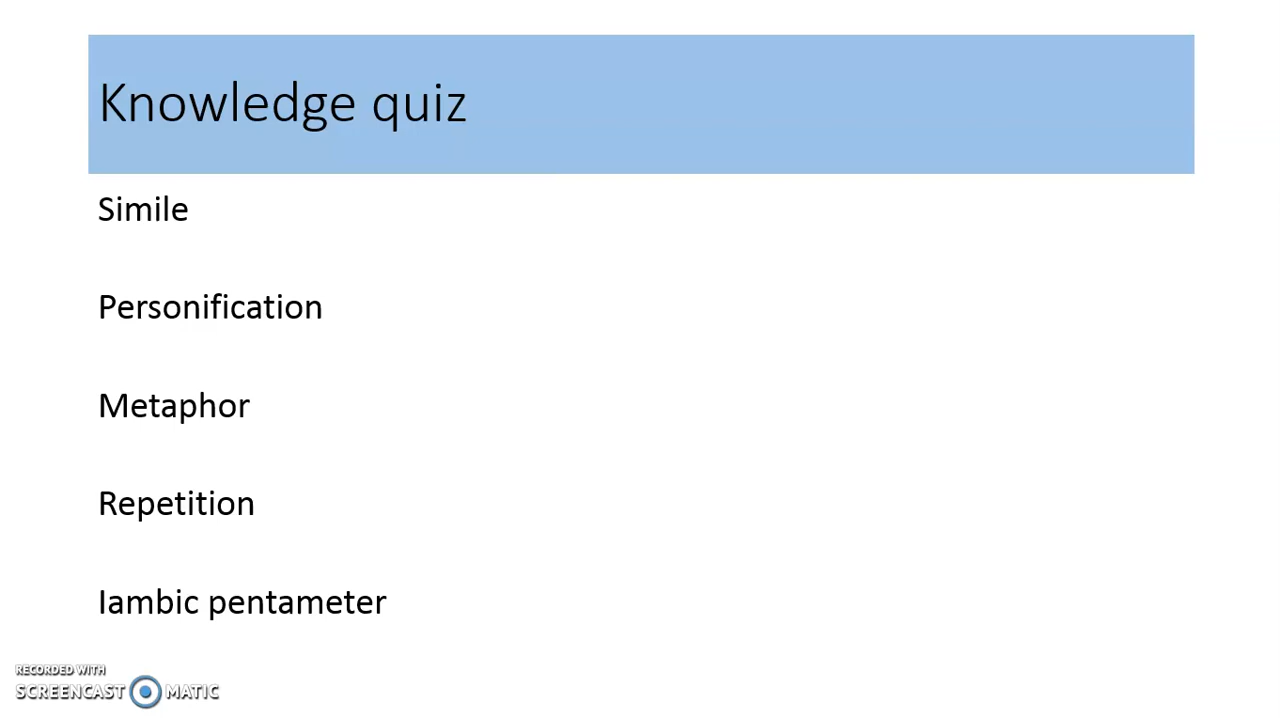 Knowledge quiz
Simile
Personification
Metaphor
Repetition
Iambic pentameter
RECORDED WITH
SCREENCAST MATIC